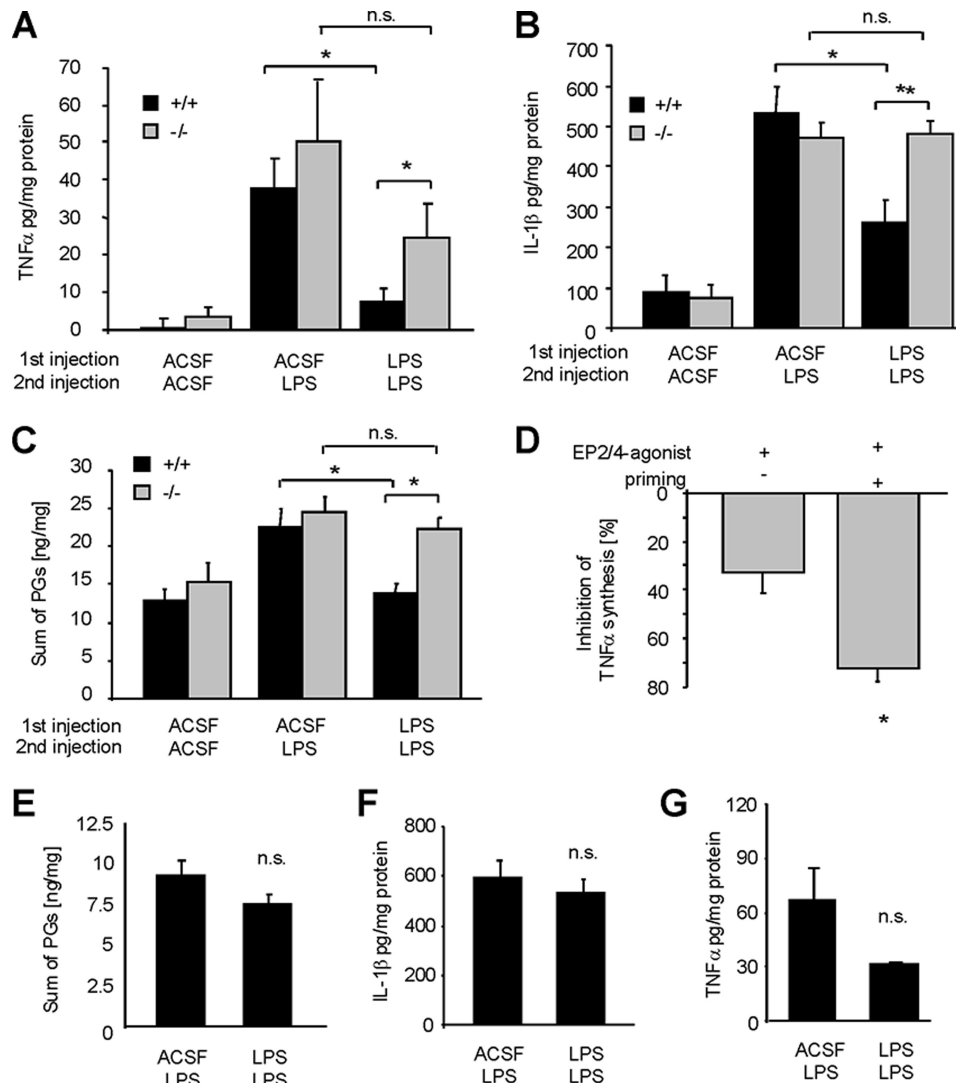 A
n.s.
*
70
60
50
40
30
20
10
0
TNFα pg/mg protein
+/+
-/-
*
1st injection ACSF ACSF LPS
2nd injection ACSF LPS LPS
B
n.s.
*
**
700
600
500
400
300
200
100
0
IL-1β pg/mg protein
+/+
-/-
1st injection ACSF ACSF LPS
2nd injection ACSF LPS LPS
C
n.s.
*
*
30
25
20
15
10
5
0
Sum of PGs [ng/mg]
+/+
-/-
1st injection ACSF ACSF LPS
2nd injection ACSF LPS LPS
D
EP2/4-agonist + +
priming - +
0
20
40
60
80
Inhibition of
TNFα synthesis [%]
*
E
12.5
10
7.5
5
2.5
0
Sum of PGs [ng/mg]
n.s.
ACSF LPS
LPS LPS
F
800
600
400
200
0
IL-1β pg/mg protein
n.s.
ACSF LPS
LPS LPS
G
120
90
60
30
0
TNFα pg/mg protein
n.s.
ACSF LPS
LPS LPS